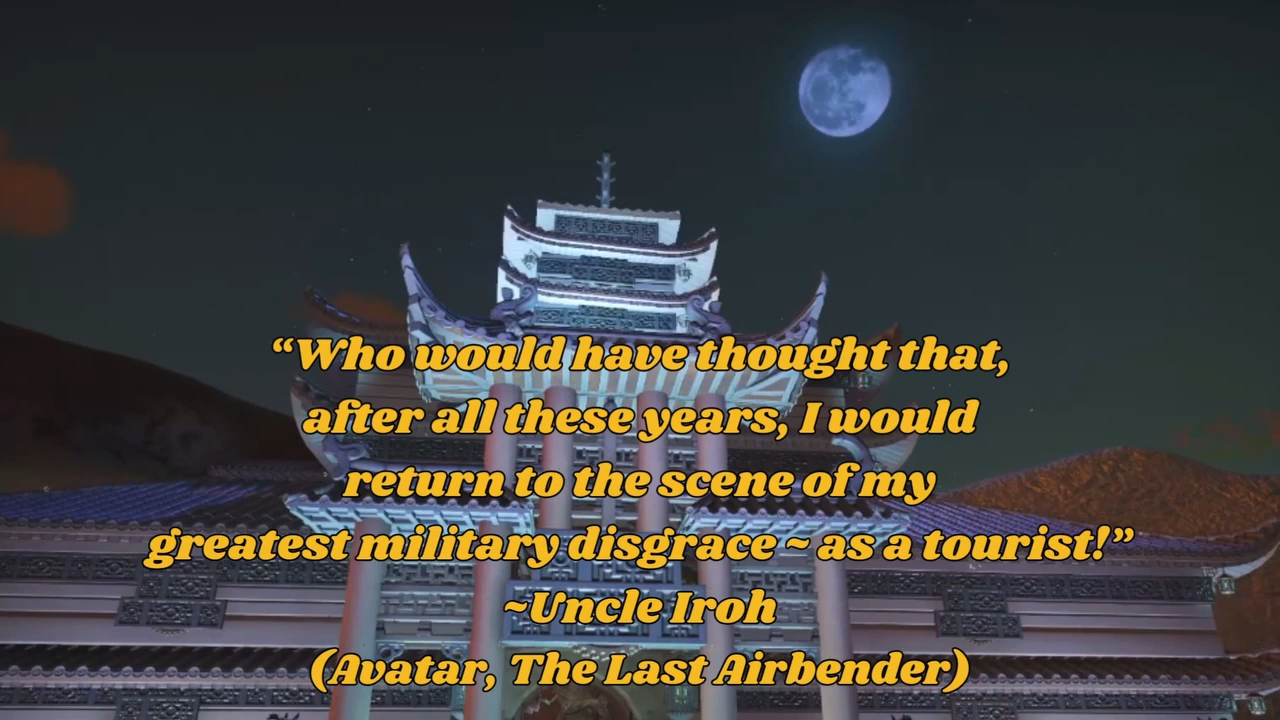 “Who would have thought that,
after all these years, I would
return to the scene of my
greatest military disgrace ~ as a tourist!”
~Uncle Iroh
(Avatar, The Last Airbender)